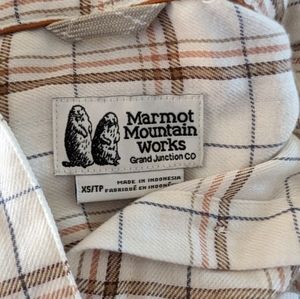 Marmot
Mountain
Works
Grand Junction CO
XS/TP
MADE IN INDONESIA
FABRIQUÉ EN INDONÉSIE